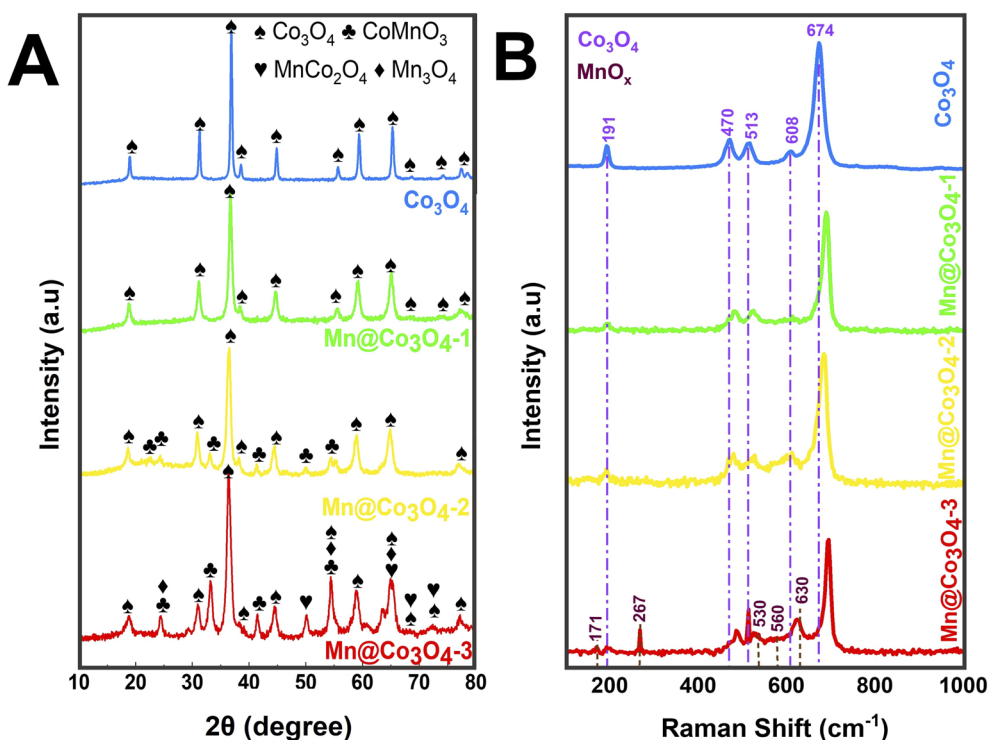 A
♠ Co₃O₄ ♣ CoMnO₃
♥ MnCo₂O₄ ♦ Mn₃O₄
Co₃O₄
Mn@Co₃O₄-1
Mn@Co₃O₄-2
Mn@Co₃O₄-3
Intensity (a.u)
10 20 30 40 50 60 70 80
2θ (degree)
B
Co₃O₄
MnOₓ
191
470
513
608
674
Co₃O₄
Mn@Co₃O₄-1
Mn@Co₃O₄-2
Mn@Co₃O₄-3
171
267
530
560
630
Intensity (a.u)
200 400 600 800 1000
Raman Shift (cm⁻¹)